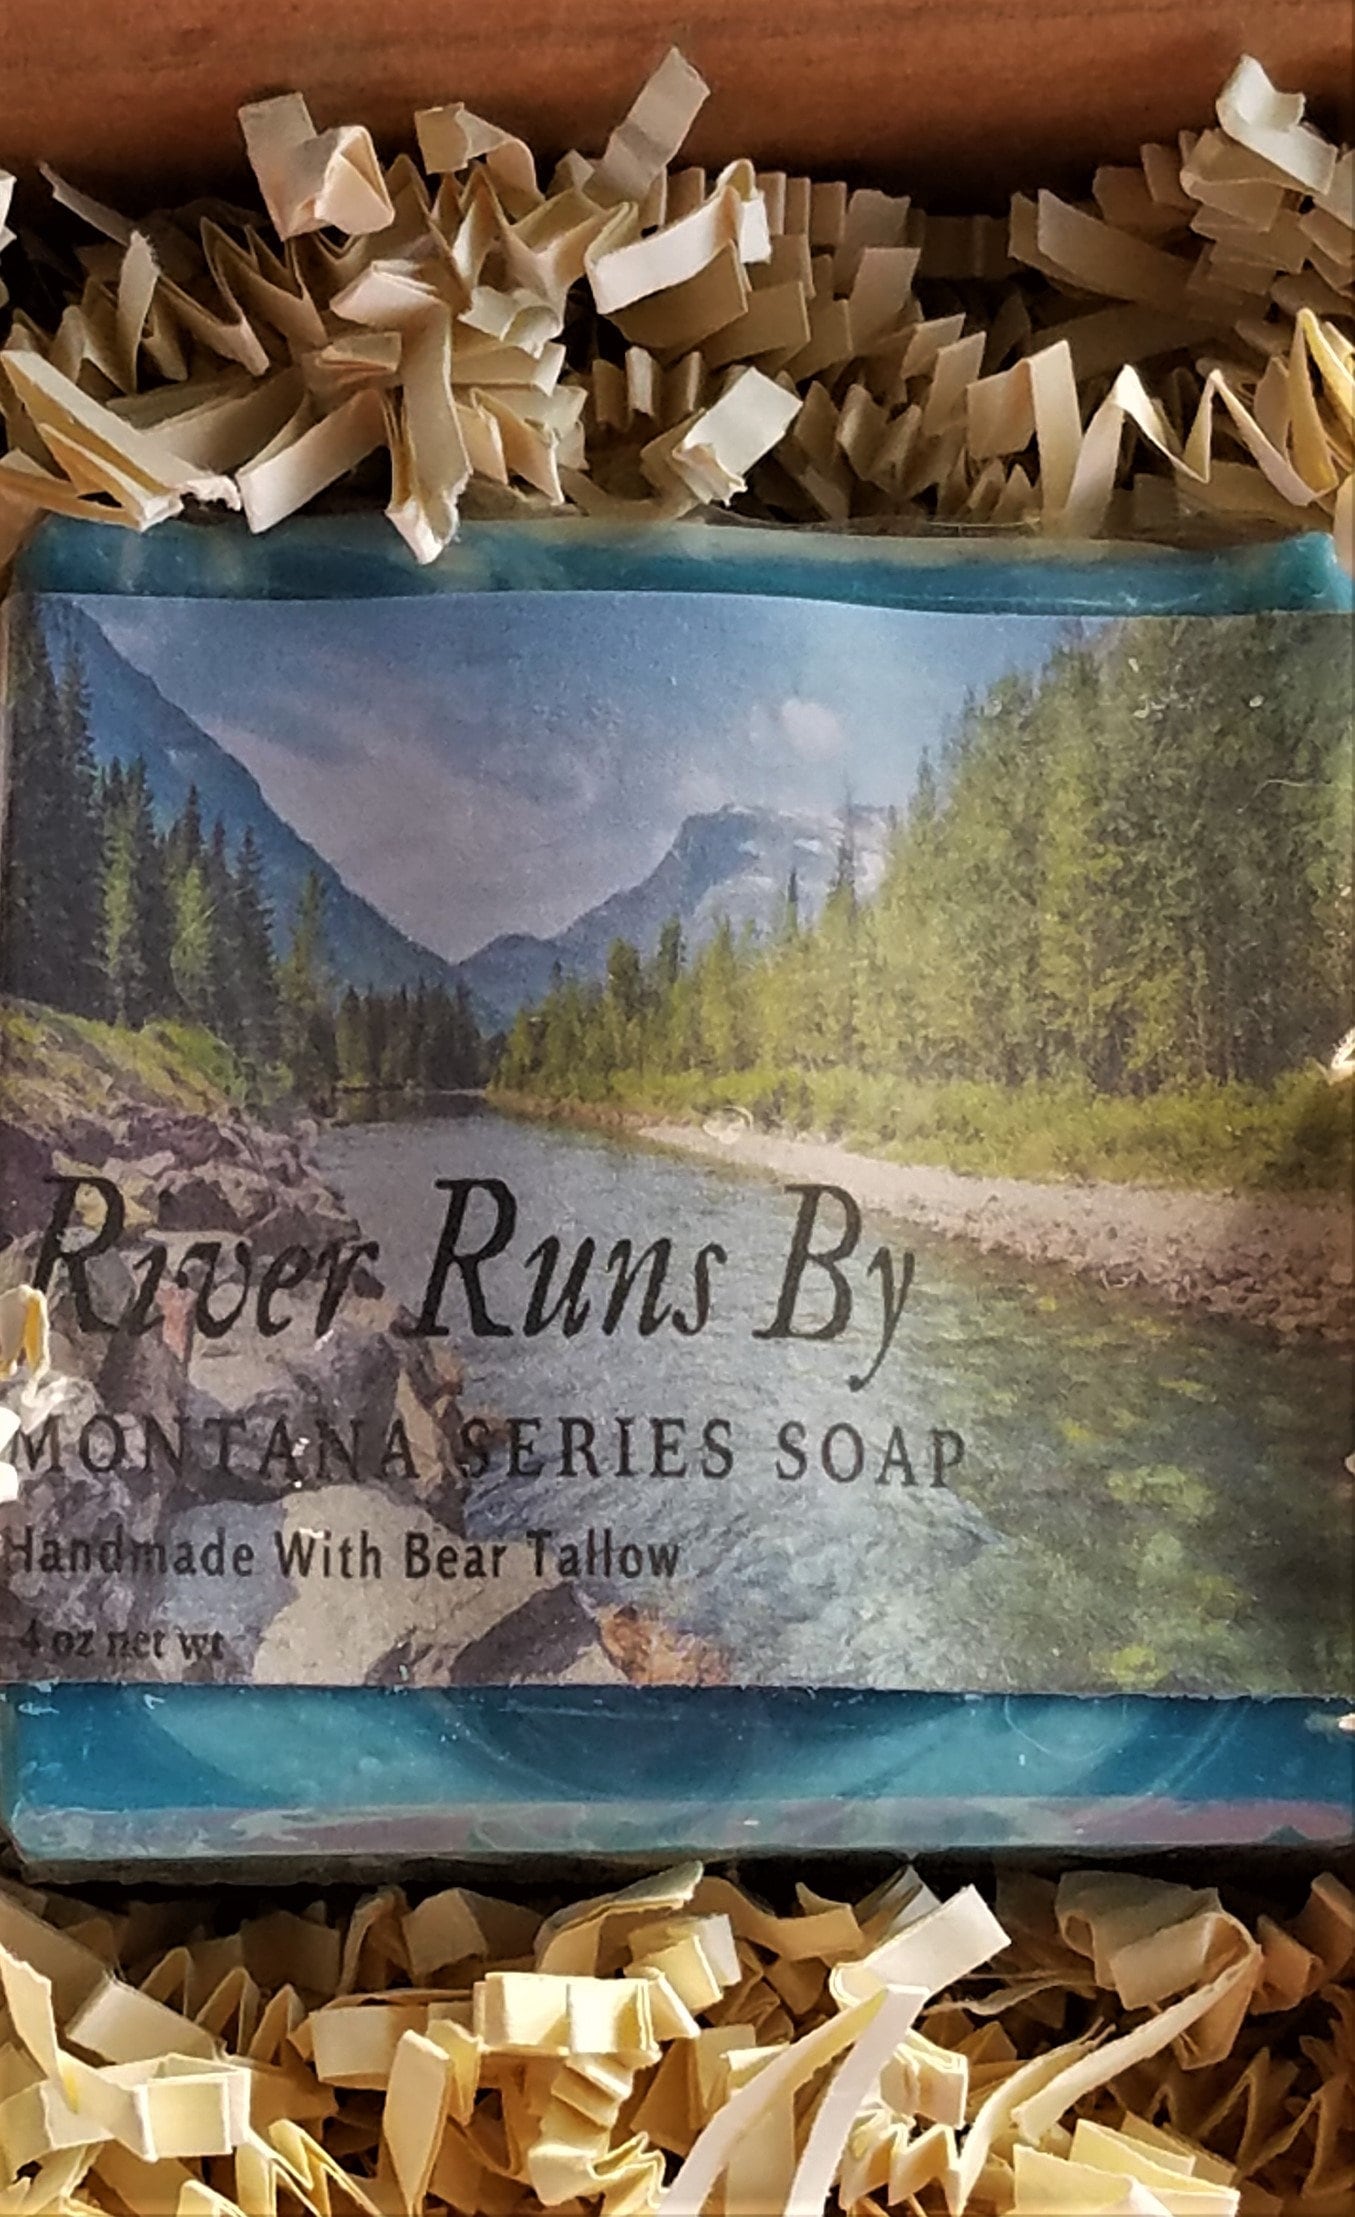 River Runs By
MONTANA SERIES SOAP
Handmade With Bear Tallow
4 oz net wt